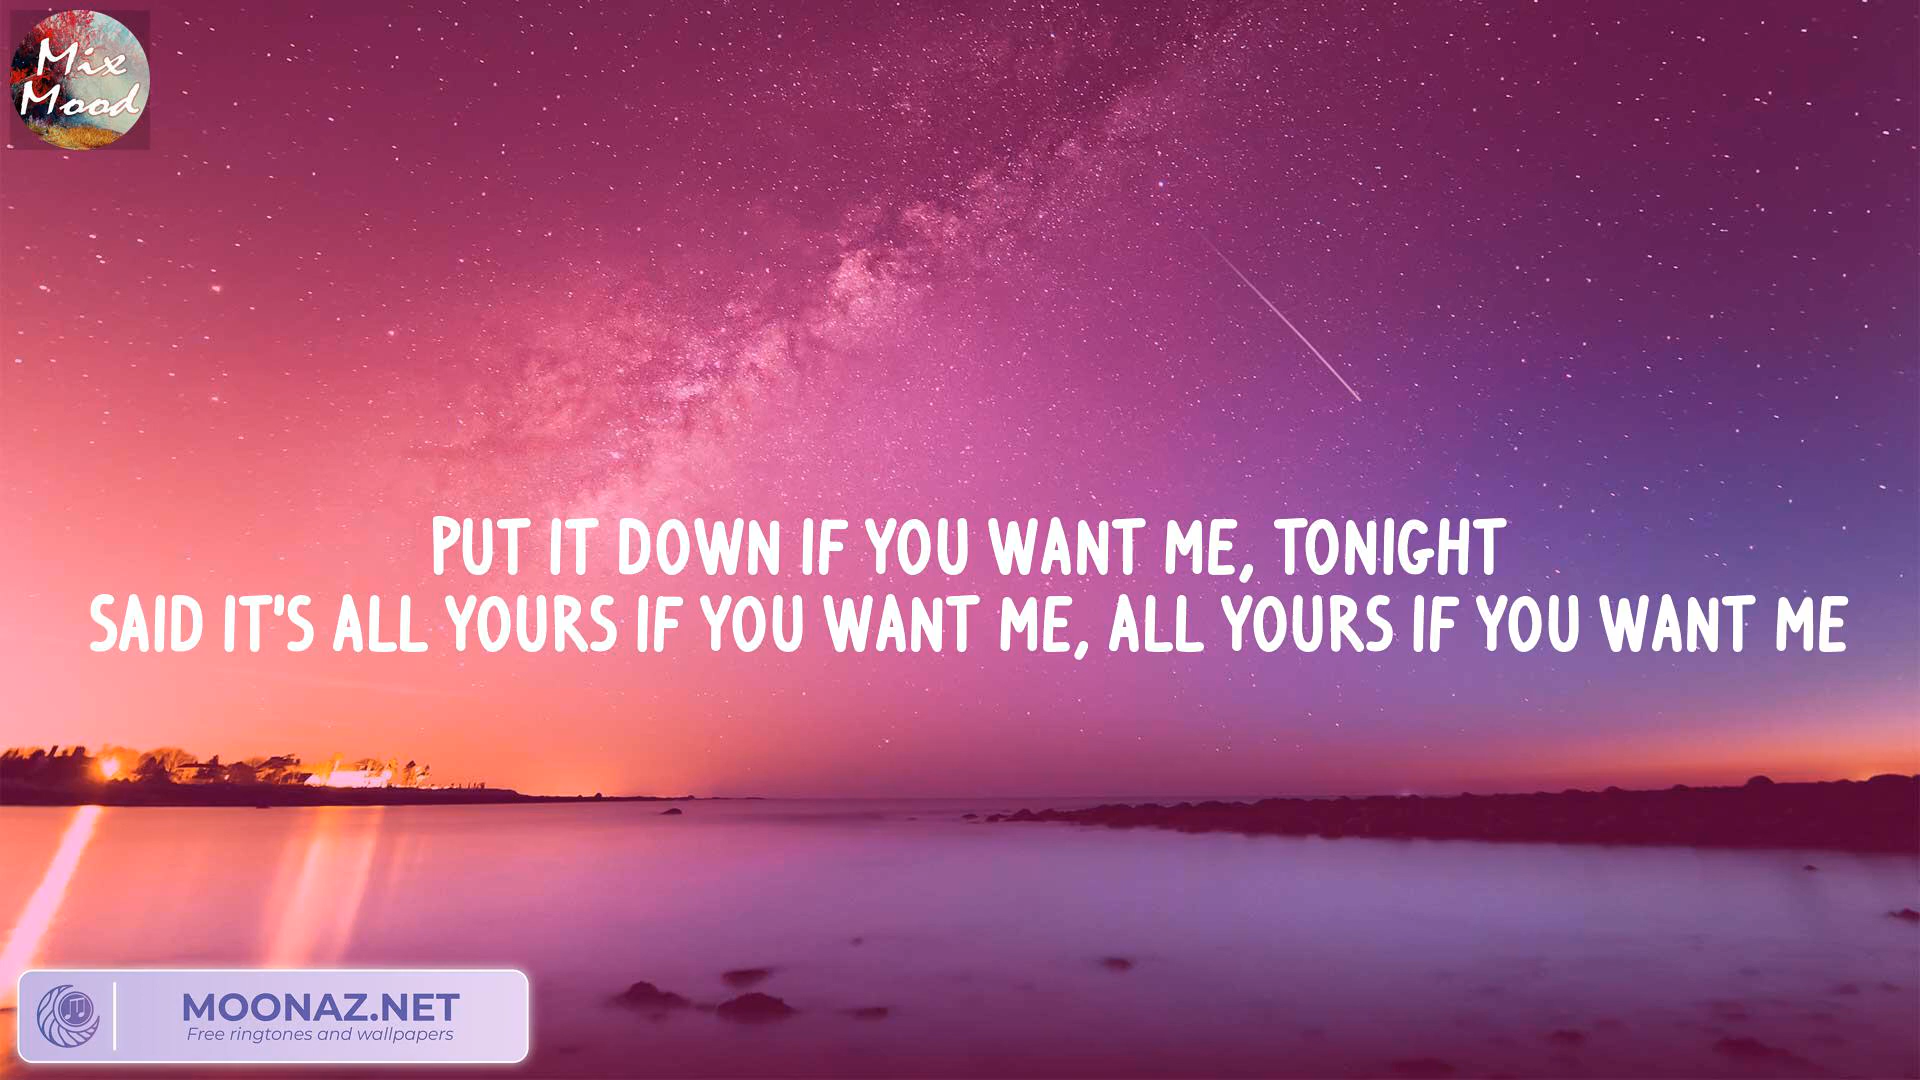 Mix
Mood
PUT IT DOWN IF YOU WANT ME, TONIGHT
SAID IT'S ALL YOURS IF YOU WANT ME, ALL YOURS IF YOU WANT ME
MOONAZ.NET
Free ringtones and wallpapers